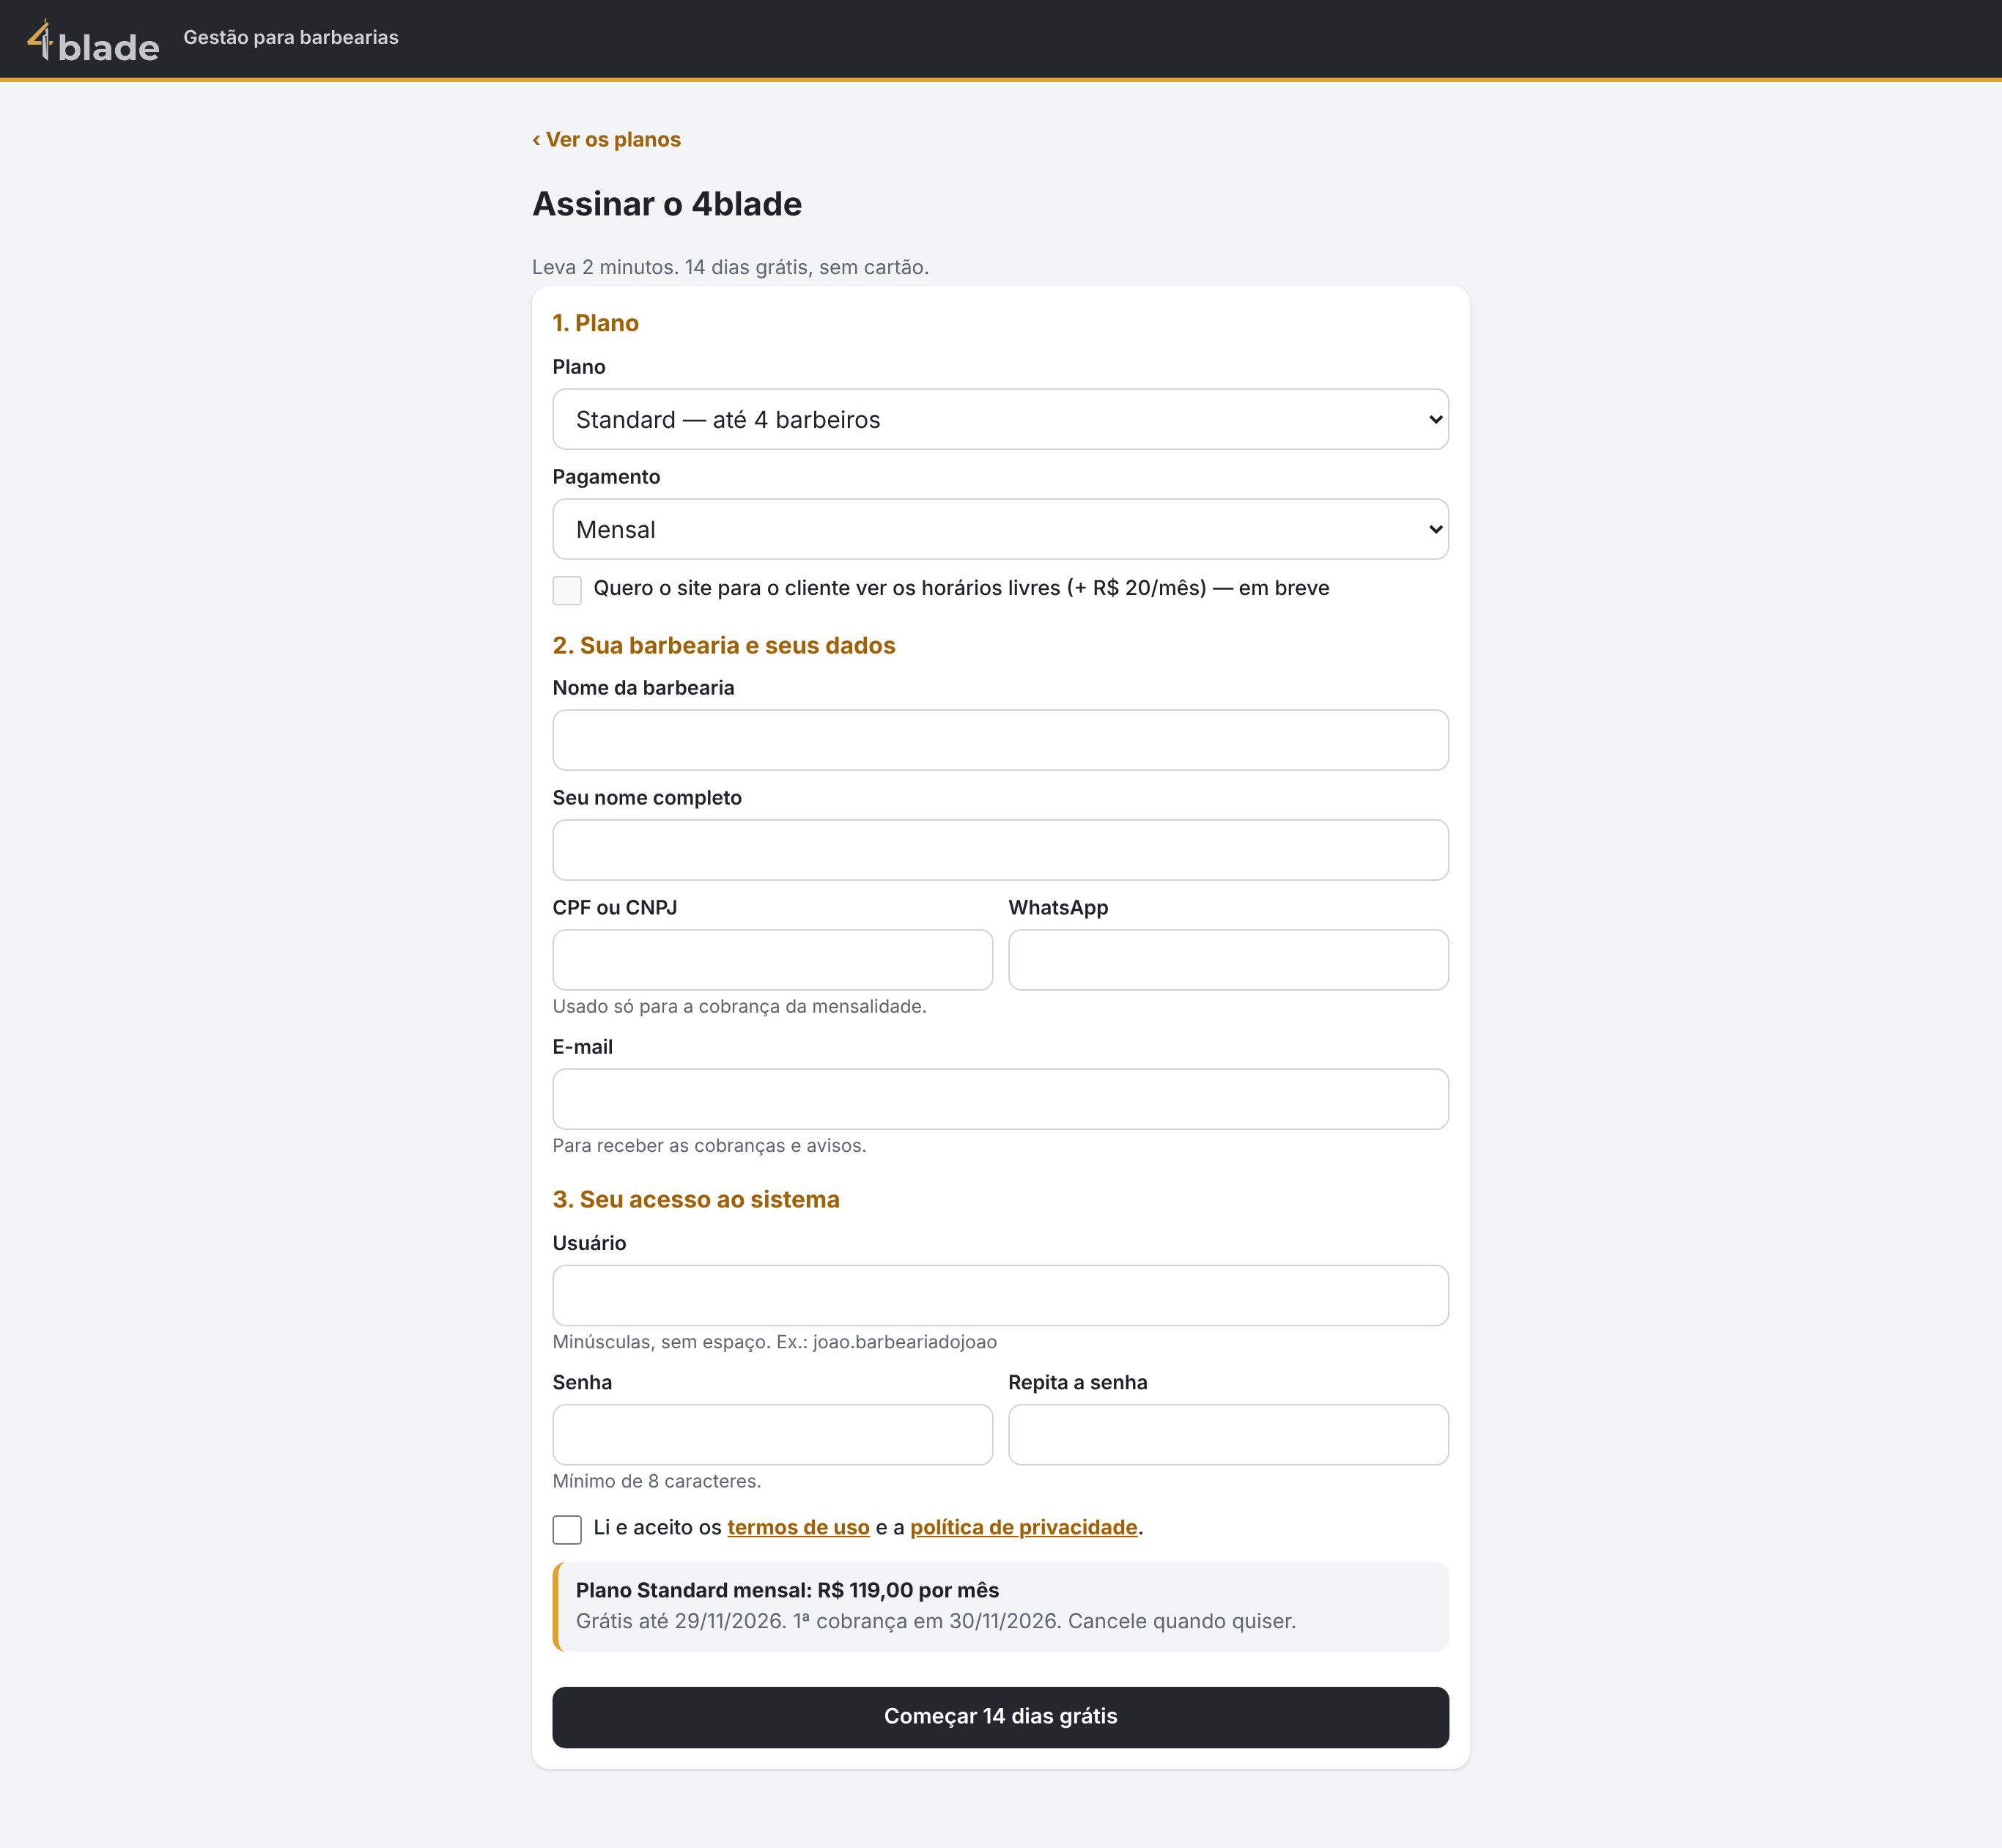 4blade
Gestão para barbearias
‹ Ver os planos
Assinar o 4blade
Leva 2 minutos. 14 dias grátis, sem cartão.
1. Plano
Plano
Standard — até 4 barbeiros
Pagamento
Mensal
Quero o site para o cliente ver os horários livres (+ R$ 20/mês) — em breve
2. Sua barbearia e seus dados
Nome da barbearia
Seu nome completo
CPF ou CNPJ
WhatsApp
Usado só para a cobrança da mensalidade.
E-mail
Para receber as cobranças e avisos.
3. Seu acesso ao sistema
Usuário
Minúsculas, sem espaço. Ex.: joao.barbeariadojoao
Senha
Repita a senha
Mínimo de 8 caracteres.
Li e aceito os termos de uso e a política de privacidade.
Plano Standard mensal: R$ 119,00 por mês
Grátis até 29/11/2026. 1ª cobrança em 30/11/2026. Cancele quando quiser.
Começar 14 dias grátis